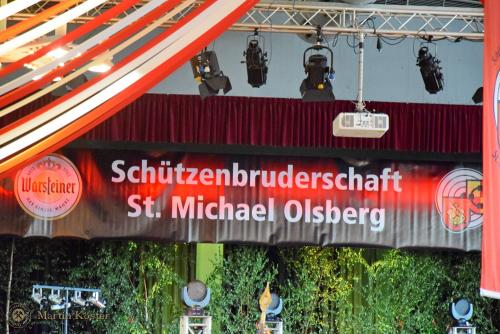 Schützenbruderschaft
St. Michael Olsberg
Warsteiner
Martin Köster